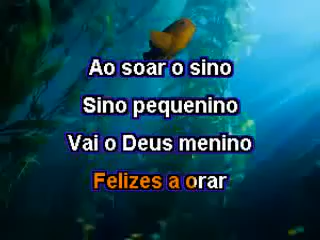 Ao soar o sino
Sino pequenino
Vai o Deus menino
Felizes a orar